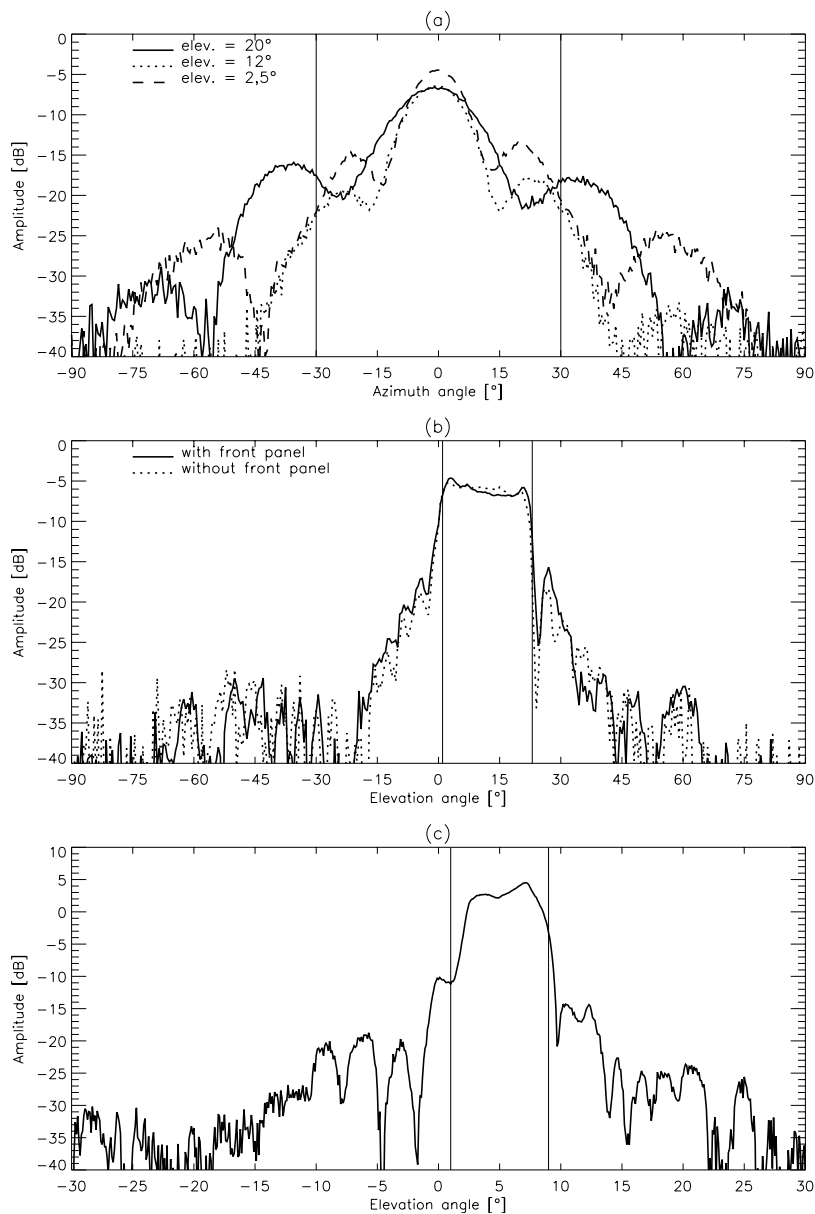 (a)
elev. = 20°
elev. = 12°
elev. = 2,5°
0
−5
−10
−15
−20
−25
−30
−35
−40
Amplitude [dB]
−90 −75 −60 −45 −30 −15 0 15 30 45 60 75 90
Azimuth angle [°]
(b)
with front panel
without front panel
0
−5
−10
−15
−20
−25
−30
−35
−40
Amplitude [dB]
−90 −75 −60 −45 −30 −15 0 15 30 45 60 75 90
Elevation angle [°]
(c)
10
5
0
−5
−10
−15
−20
−25
−30
−35
−40
Amplitude [dB]
−30 −25 −20 −15 −10 −5 0 5 10 15 20 25 30
Elevation angle [°]